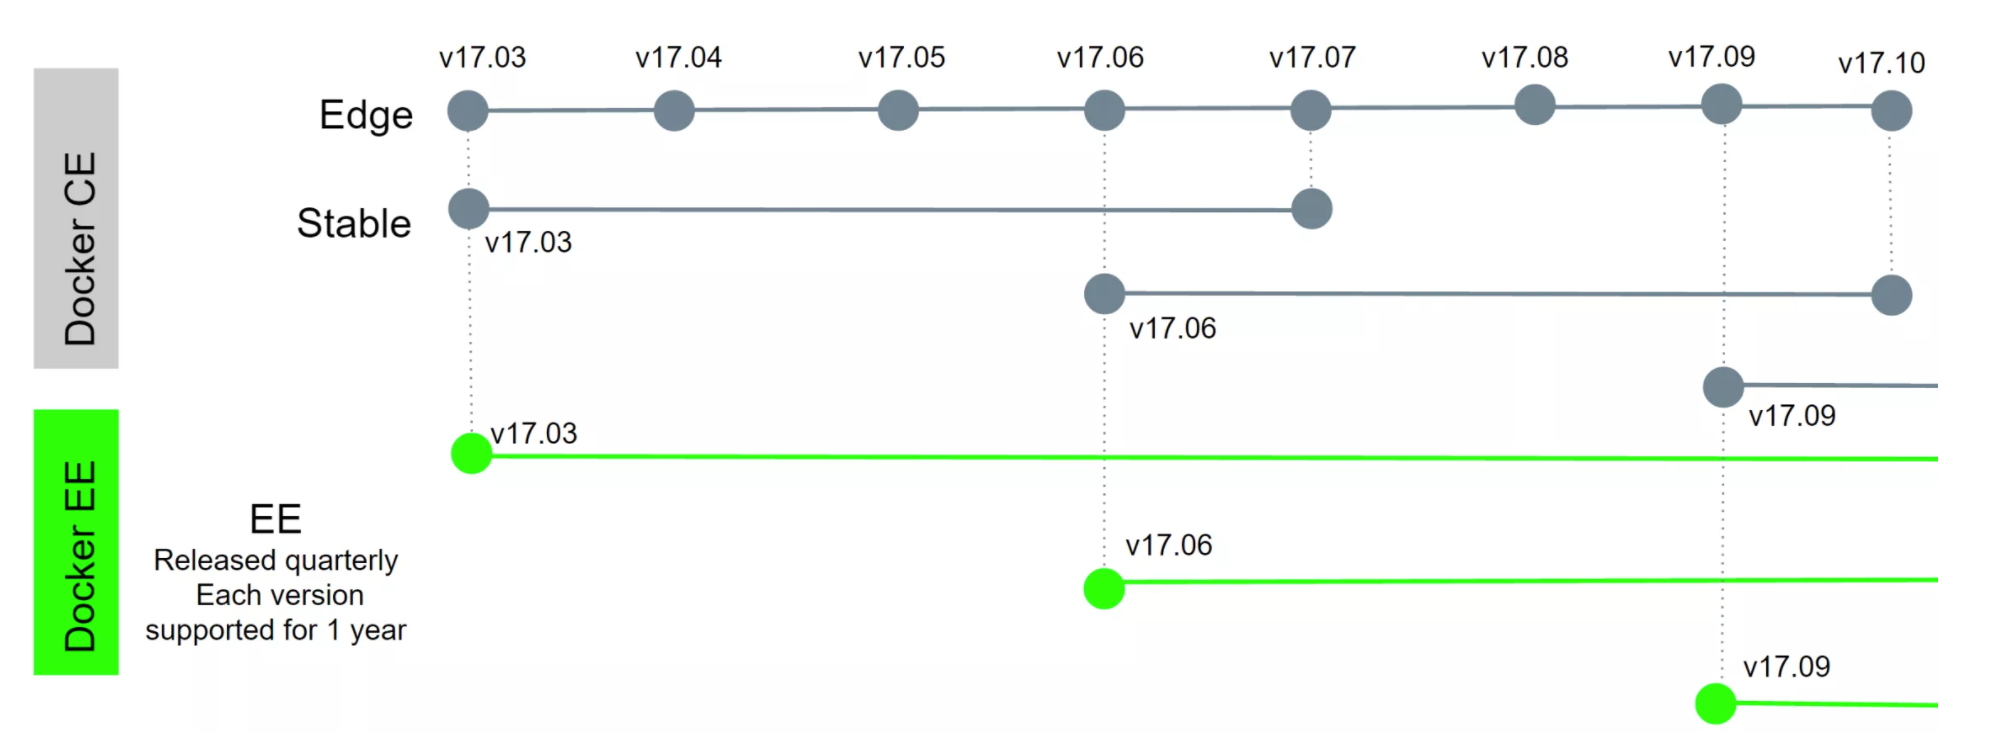 v17.03
v17.04
v17.05
v17.06
v17.07
v17.08
v17.09
v17.10
Docker CE
Edge
Stable
v17.03
v17.06
v17.09
Docker EE
v17.03
EE
Released quarterly
Each version
supported for 1 year
v17.06
v17.09